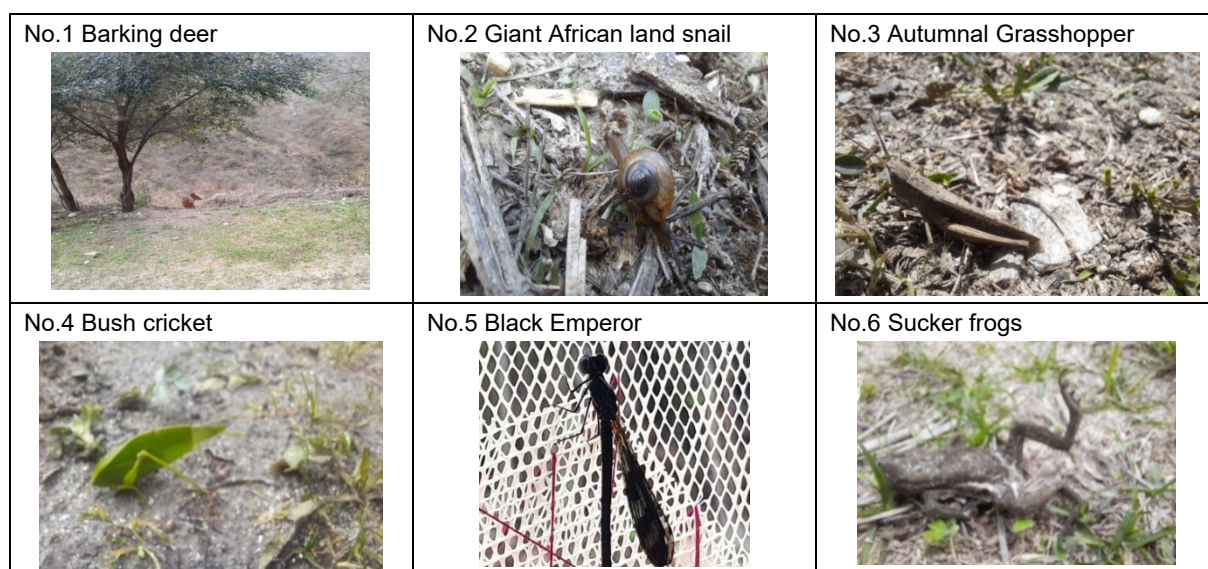 No.1 Barking deer
No.2 Giant African land snail
No.3 Autumnal Grasshopper
No.4 Bush cricket
No.5 Black Emperor
No.6 Sucker frogs